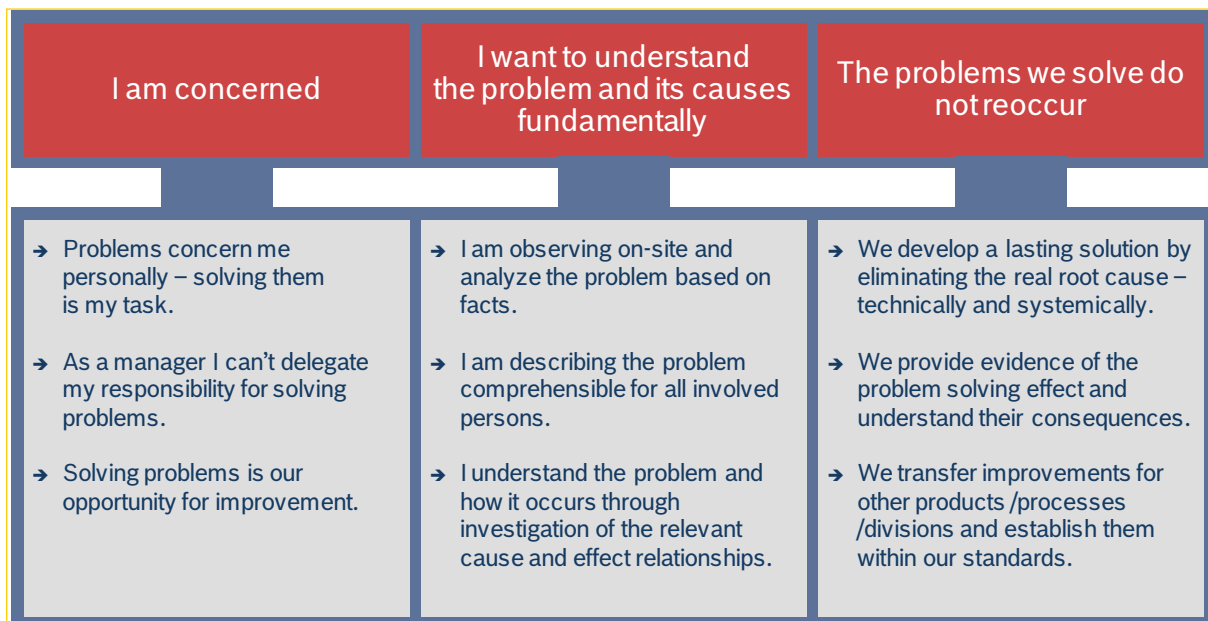 I am concerned
I want to understand
the problem and its causes
fundamentally
The problems we solve do
not reoccur
➔ Problems concern me
personally – solving them
is my task.
➔ As a manager I can't delegate
my responsibility for solving
problems.
➔ Solving problems is our
opportunity for improvement.
➔ I am observing on-site and
analyze the problem based on
facts.
➔ I am describing the problem
comprehensible for all involved
persons.
➔ I understand the problem and
how it occurs through
investigation of the relevant
cause and effect relationships.
➔ We develop a lasting solution by
eliminating the real root cause –
technically and systemically.
➔ We provide evidence of the
problem solving effect and
understand their consequences.
➔ We transfer improvements for
other products /processes
/divisions and establish them
within our standards.